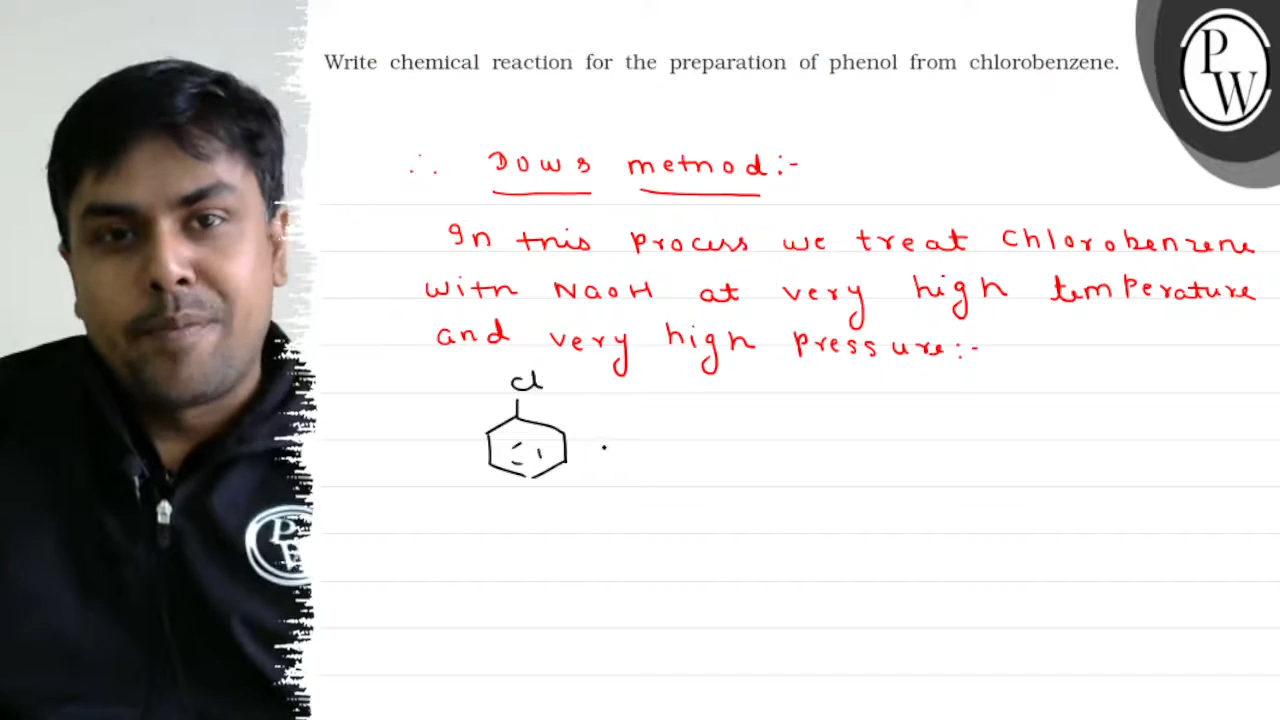 Write chemical reaction for the preparation of phenol from chlorobenzene.
P
W
∴ Dows method:-
In this process we treat chlorobenzene
with NaOH at very high temperature
and very high pressure:-
Cl
P